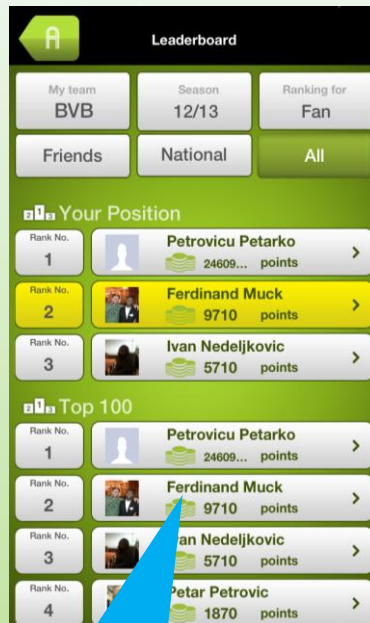 Leaderboard
My team
BVB
Season
12/13
Ranking for
Fan
Friends
National
All
Your Position
Rank No.
1
Petrovicu Petarko
24609... points
Rank No.
2
Ferdinand Muck
9710 points
Rank No.
3
Ivan Nedeljkovic
5710 points
Top 100
Rank No.
1
Petrovicu Petarko
24609... points
Rank No.
2
Ferdinand Muck
9710 points
Rank No.
3
Nedeljkovic
5710 points
Rank No.
4
Petar Petrovic
1870 points